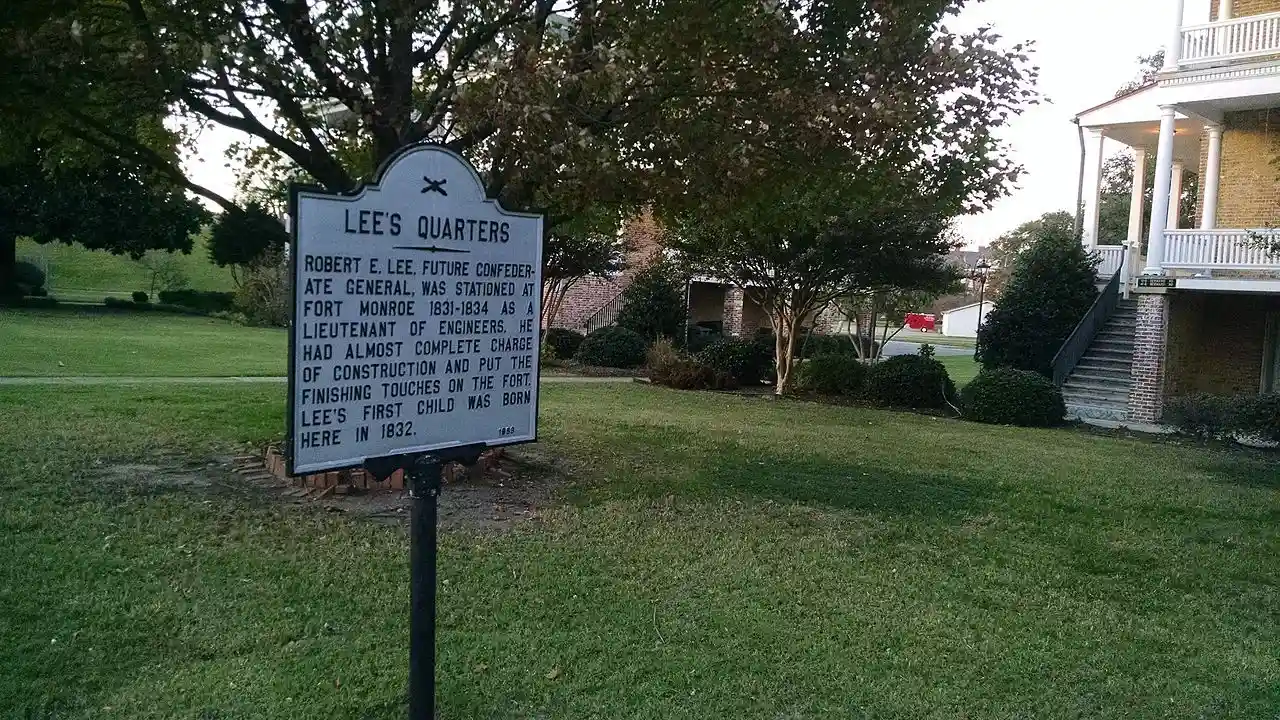 LEE'S QUARTERS
ROBERT E. LEE, FUTURE CONFEDER-
ATE GENERAL, WAS STATIONED AT
FORT MONROE 1831-1834 AS A
LIEUTENANT OF ENGINEERS. HE
HAD ALMOST COMPLETE CHARGE
OF CONSTRUCTION AND PUT THE
FINISHING TOUCHES ON THE FORT.
LEE'S FIRST CHILD WAS BORN
HERE IN 1832.